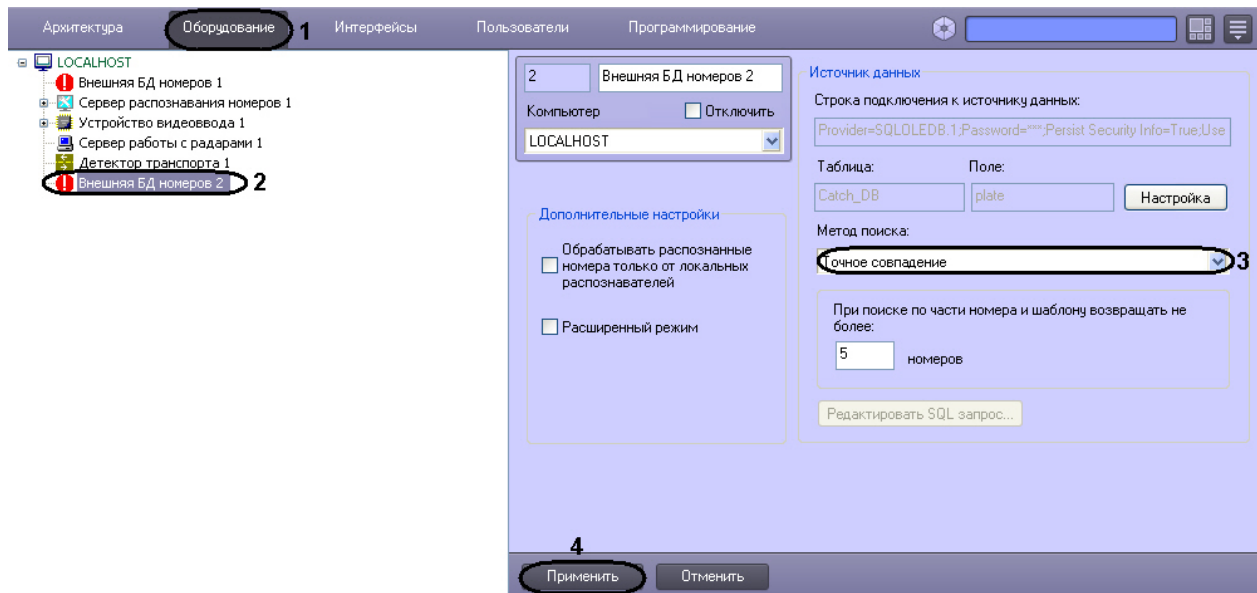 Архитектура Оборудование 1 Интерфейсы Пользователи Программирование
LOCALHOST
Внешняя БД номеров 1
Сервер распознавания номеров 1
Устройство видеоввода 1
Сервер работы с радарами 1
Детектор транспорта 1
Внешняя БД номеров 2 2
2 Внешняя БД номеров 2
Компьютер Отключить
LOCALHOST
Дополнительные настройки
Обрабатывать распознанные
номера только от локальных
распознавателей
Расширенный режим
Источник данных
Строка подключения к источнику данных:
Provider=SQLOLEDB.1;Password="***;Persist Security Info=True;Use
Таблица: Поле:
Catch_DB plate Настройка
Метод поиска:
Точное совпадение 3
При поиске по части номера и шаблону возвращать не
более:
5 номеров
Редактировать SQL запрос...
4
Применить Отменить